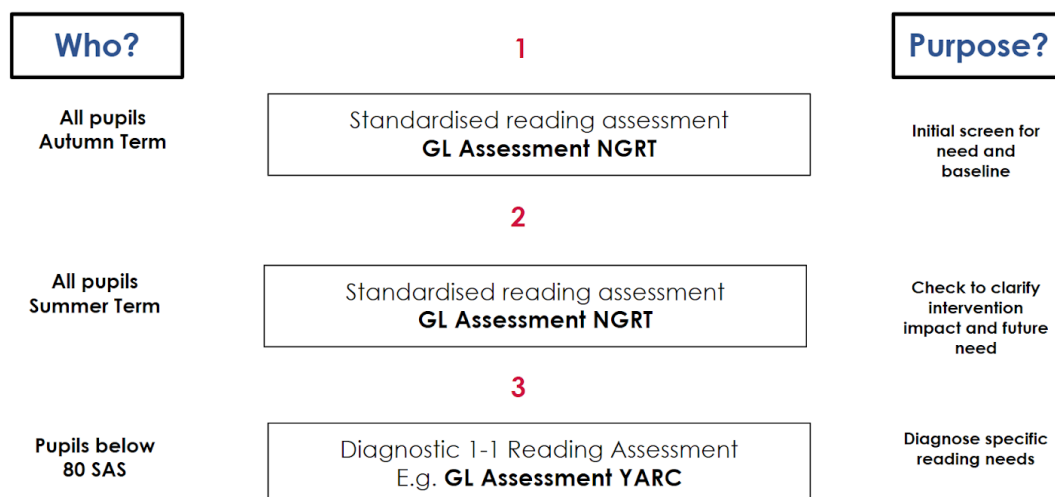 Who?
1
Purpose?
All pupils
Autumn Term
Standardised reading assessment
GL Assessment NGRT
Initial screen for
need and
baseline
2
All pupils
Summer Term
Standardised reading assessment
GL Assessment NGRT
Check to clarify
intervention
impact and future
need
3
Pupils below
80 SAS
Diagnostic 1-1 Reading Assessment
E.g. GL Assessment YARC
Diagnose specific
reading needs